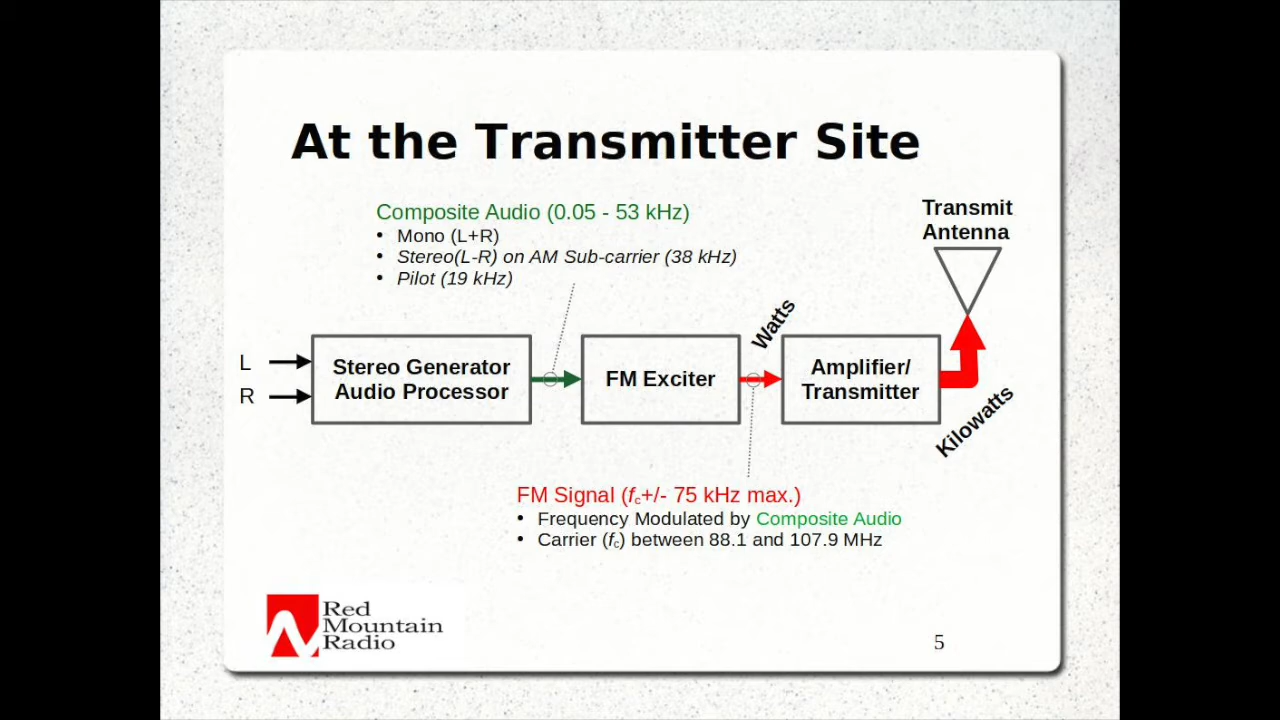 At the Transmitter Site
Composite Audio (0.05 - 53 kHz)
• Mono (L+R)
• Stereo(L-R) on AM Sub-carrier (38 kHz)
• Pilot (19 kHz)
Transmit
Antenna
L
R
Stereo Generator
Audio Processor
FM Exciter
Watts
Amplifier/
Transmitter
Kilowatts
FM Signal (fc+/- 75 kHz max.)
• Frequency Modulated by Composite Audio
• Carrier (fc) between 88.1 and 107.9 MHz
Red
Mountain
Radio
5